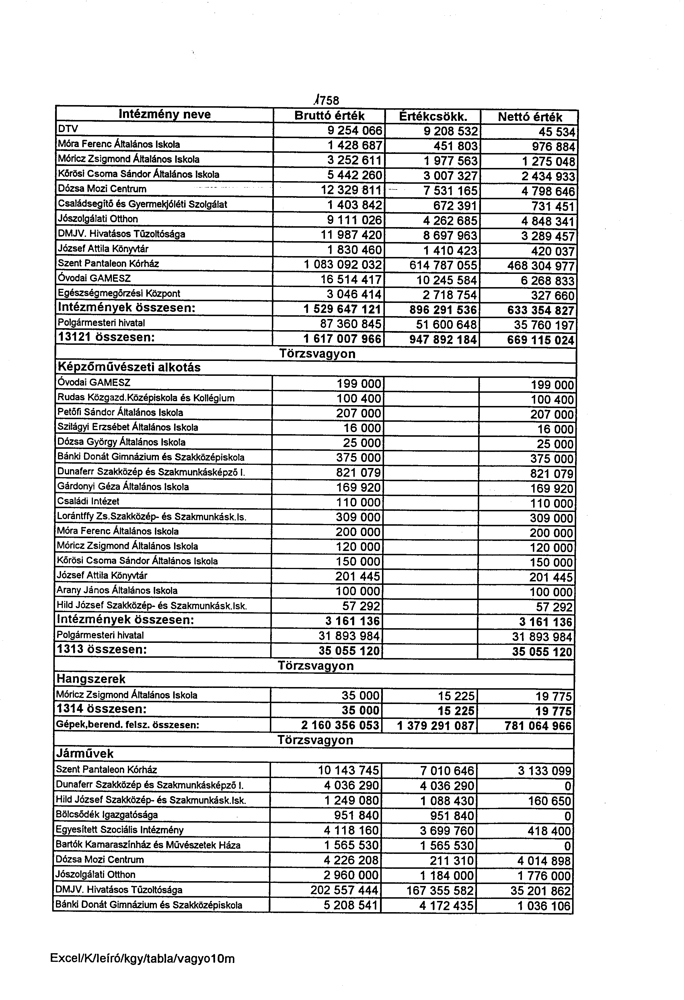 1758
Intézmény neve Bruttó érték Értékcsökk. Nettó érték
DTV 9 254 066 9 208 532 45 534
Móra Ferenc Általános Iskola 1 428 687 451 803 976 884
Móricz Zsigmond Általános Iskola 3 252 611 1 977 563 1 275 048
Kőrösi Csoma Sándor Általános Iskola 5 442 260 3 007 327 2 434 933
Dózsa Mozi Centrum 12 329 811 7 531 165 4 798 646
Családsegítő és Gyermekjóléti Szolgálat 1 403 842 672 391 731 451
Jószolgálati Otthon 9 111 026 4 262 685 4 848 341
DMJV. Hivatásos Tűzoltósága 11 987 420 8 697 963 3 289 457
József Attila Könyvtár 1 830 460 1 410 423 420 037
Szent Pantaleon Kórház 1 083 092 032 614 787 055 468 304 977
Óvodai GAMESZ 16 514 417 10 245 584 6 268 833
Egészségmegőrzési Központ 3 046 414 2 718 754 327 660
Intézmények összesen: 1 529 647 121 896 291 536 633 354 827
Polgármesteri hivatal 87 360 845 51 600 648 35 760 197
13121 összesen: 1 617 007 966 947 892 184 669 115 024
Törzsvagyon
Képzőművészeti alkotás
Óvodai GAMESZ 199 000 199 000
Rudas Közgazd.Középiskola és Kollégium 100 400 100 400
Petőfi Sándor Általános Iskola 207 000 207 000
Szilágyi Erzsébet Általános Iskola 16 000 16 000
Dózsa György Általános Iskola 25 000 25 000
Bánki Donát Gimnázium és Szakközépiskola 375 000 375 000
Dunaferr Szakközép és Szakmunkásképző I. 821 079 821 079
Gárdonyi Géza Általános Iskola 169 920 169 920
Családi Intézet 110 000 110 000
Lorántffy Zs.Szakközép- és Szakmunkásk.Is. 309 000 309 000
Móra Ferenc Általános Iskola 200 000 200 000
Móricz Zsigmond Általános Iskola 120 000 120 000
Kőrösi Csoma Sándor Általános Iskola 150 000 150 000
József Attila Könyvtár 201 445 201 445
Arany János Általános Iskola 100 000 100 000
Hild József Szakközép- és Szakmunkásk.Isk. 57 292 57 292
Intézmények összesen: 3 161 136 3 161 136
Polgármesteri hivatal 31 893 984 31 893 984
1313 összesen: 35 055 120 35 055 120
Törzsvagyon
Hangszerek
Móricz Zsigmond Általános Iskola 35 000 15 225 19 775
1314 összesen: 35 000 15 225 19 775
Gépek,berend. felsz. összesen: 2 160 356 053 1 379 291 087 781 064 966
Törzsvagyon
Járművek
Szent Pantaleon Kórház 10 143 745 7 010 646 3 133 099
Dunaferr Szakközép és Szakmunkásképző I. 4 036 290 4 036 290 0
Hild József Szakközép- és Szakmunkásk.Isk. 1 249 080 1 088 430 160 650
Bölcsődék Igazgatósága 951 840 951 840 0
Egyesített Szociális Intézmény 4 118 160 3 699 760 418 400
Bartók Kamaraszínház és Művészetek Háza 1 565 530 1 565 530 0
Dózsa Mozi Centrum 4 226 208 211 310 4 014 898
Jószolgálati Otthon 2 960 000 1 184 000 1 776 000
DMJV. Hivatásos Tűzoltósága 202 557 444 167 355 582 35 201 862
Bánki Donát Gimnázium és Szakközépiskola 5 208 541 4 172 435 1 036 106
Excel/K/leíró/kgy/tabla/vagyo10m